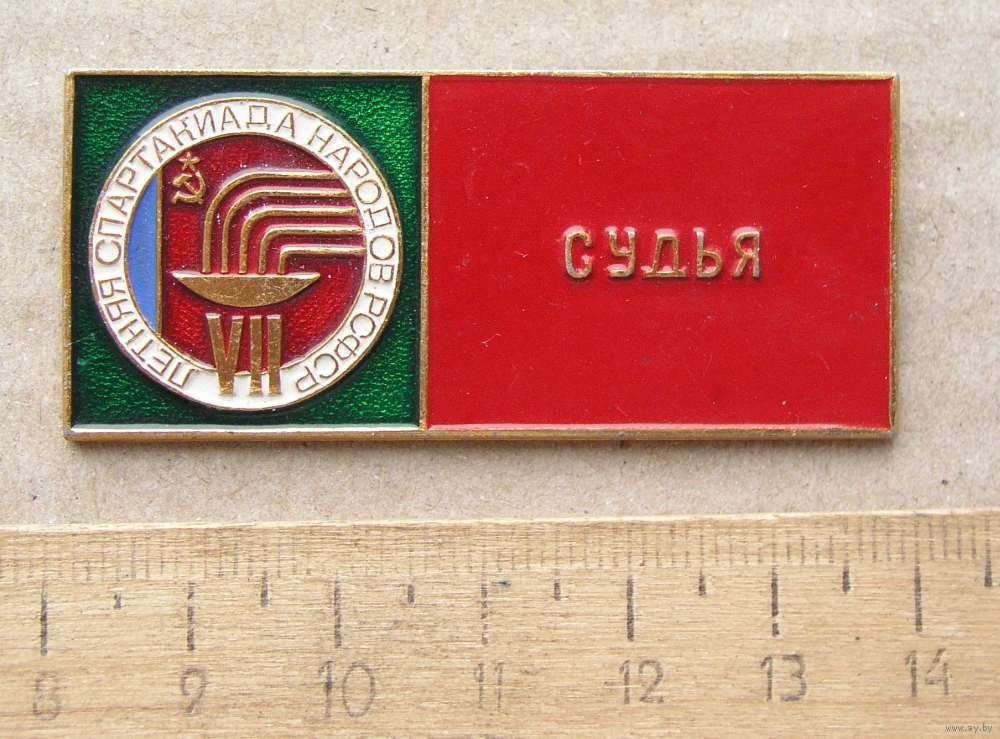 ЛЕТНЯЯ СПАРТАКИАДА НАРОДОВ РСФСР
VII
СУДЬЯ
8 9 10 11 12 13 14
www.ay.by